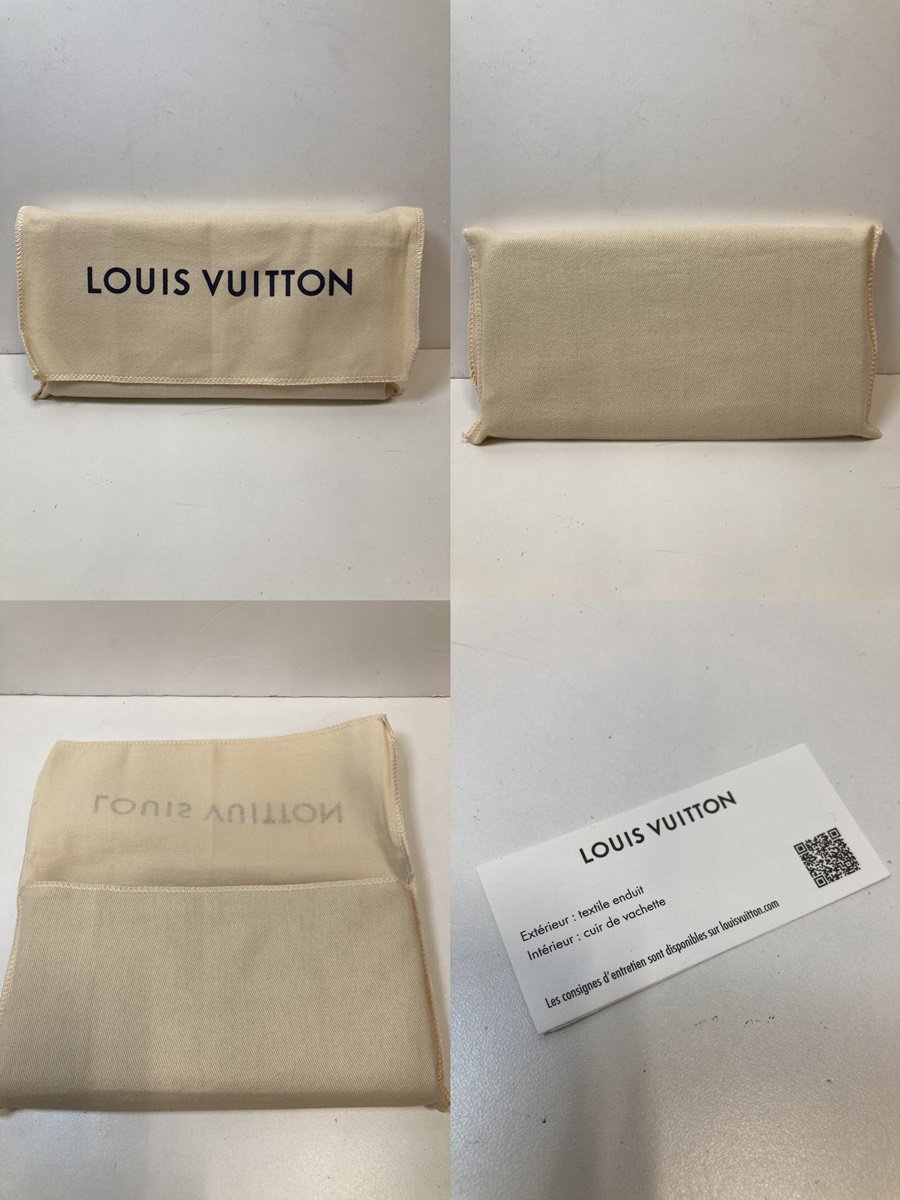 LOUIS VUITTON
LOUIS VUITTON
LOUIS VUITTON
Extérieur : textile enduit
Intérieur : cuir de vachette
Les consignes d'entretien sont disponibles sur louisvuitton.com